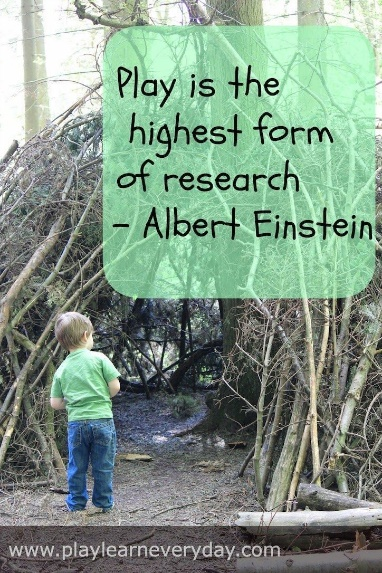 Play is the
highest form
of research
- Albert Einstein
www.playlearneveryday.com